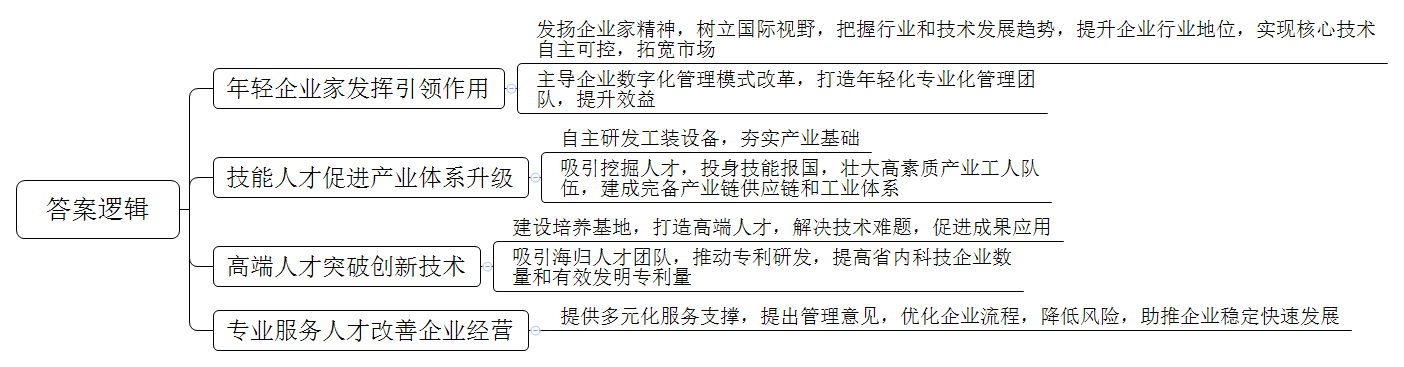 答案逻辑
年轻企业家发挥引领作用
发扬企业家精神，树立国际视野，把握行业和技术发展趋势，提升企业行业地位，实现核心技术
自主可控，拓宽市场
主导企业数字化管理模式改革，打造年轻化专业化管理团
队，提升效益
技能人才促进产业体系升级
自主研发工装设备，夯实产业基础
吸引挖掘人才，投身技能报国，壮大高素质产业工人队
伍，建成完备产业链供应链和工业体系
高端人才突破创新技术
建设培养基地，打造高端人才，解决技术难题，促进成果应用
吸引海归人才团队，推动专利研发，提高省内科技企业数
量和有效发明专利量
专业服务人才改善企业经营
提供多元化服务支撑，提出管理意见，优化企业流程，降低风险，助推企业稳定快速发展